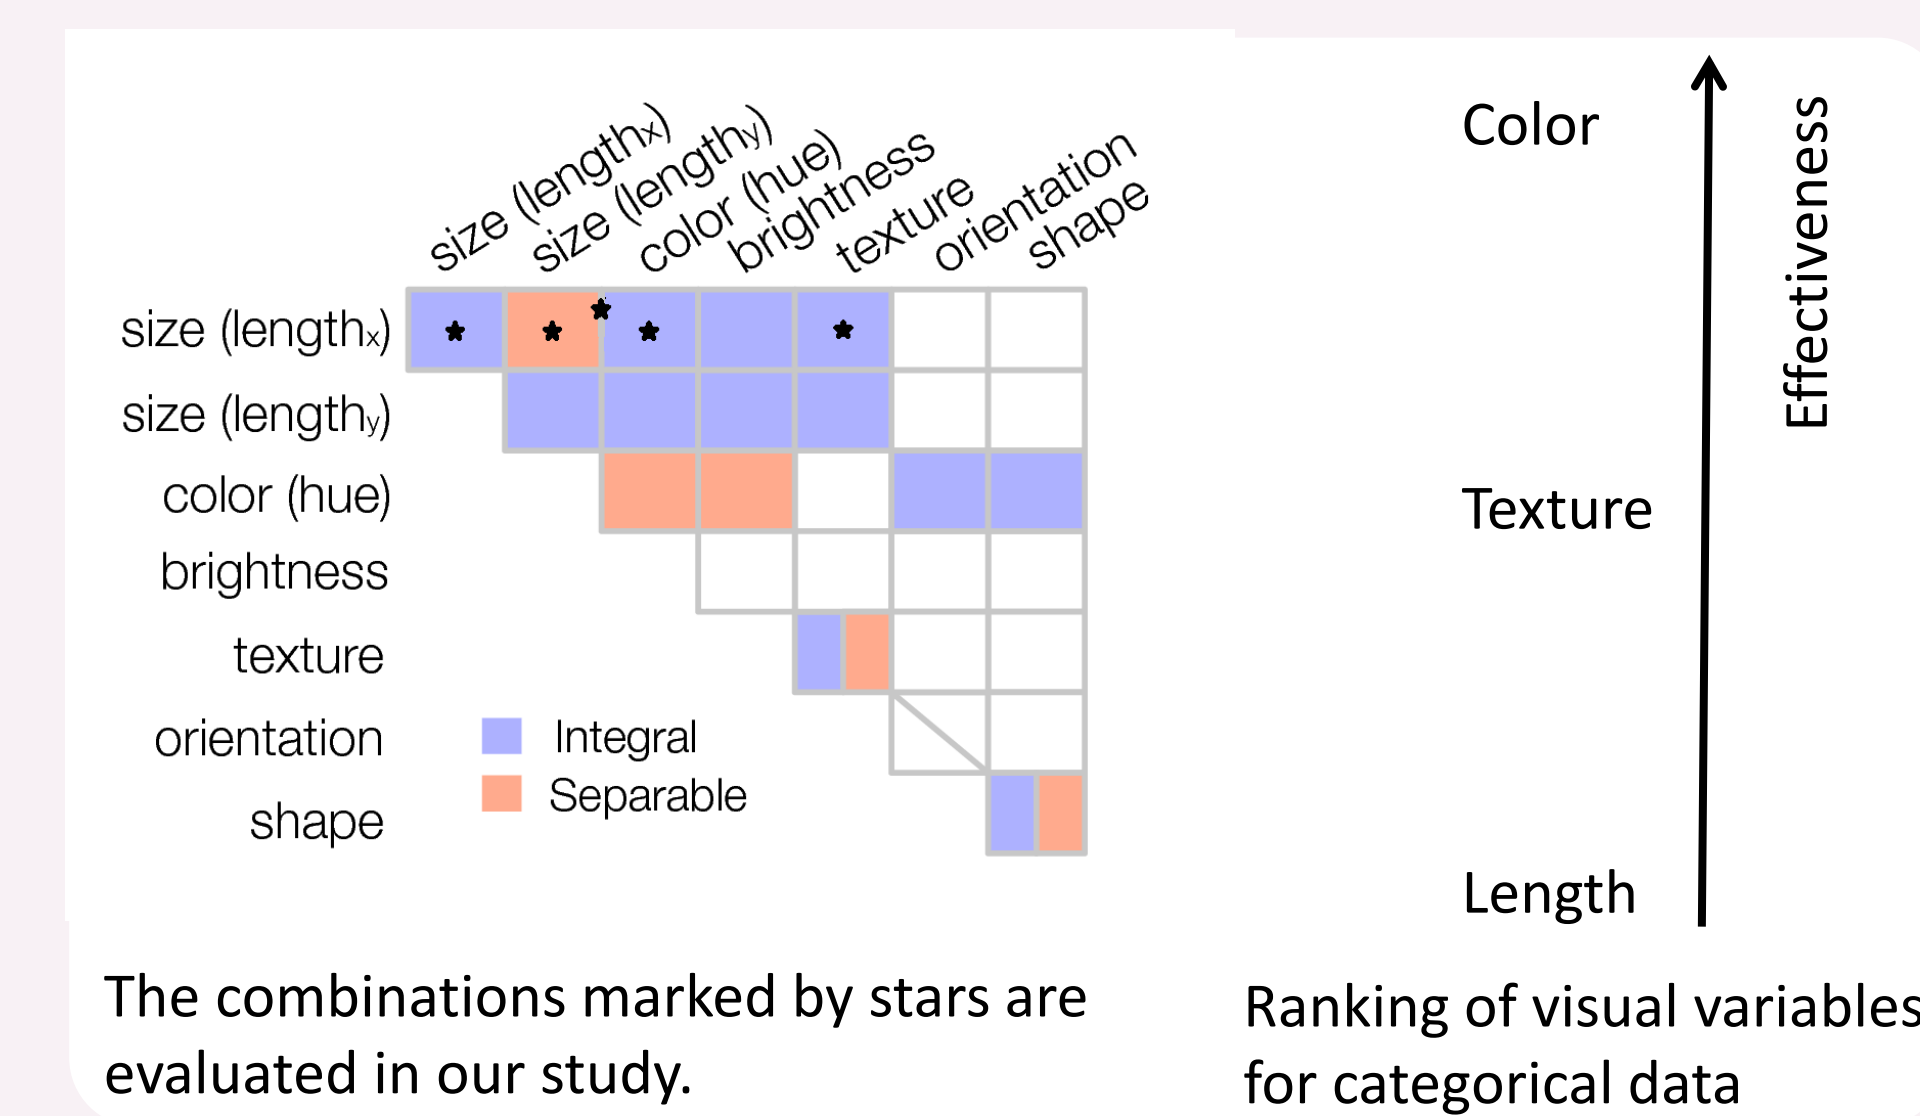 size (lengthx)
size (lengthy)
color (hue)
brightness
texture
orientation
shape
size (lengthx)
size (lengthy)
color (hue)
brightness
texture
orientation
shape
Integral
Separable
The combinations marked by stars are
evaluated in our study.
Color
Texture
Length
Effectiveness
Ranking of visual variables
for categorical data